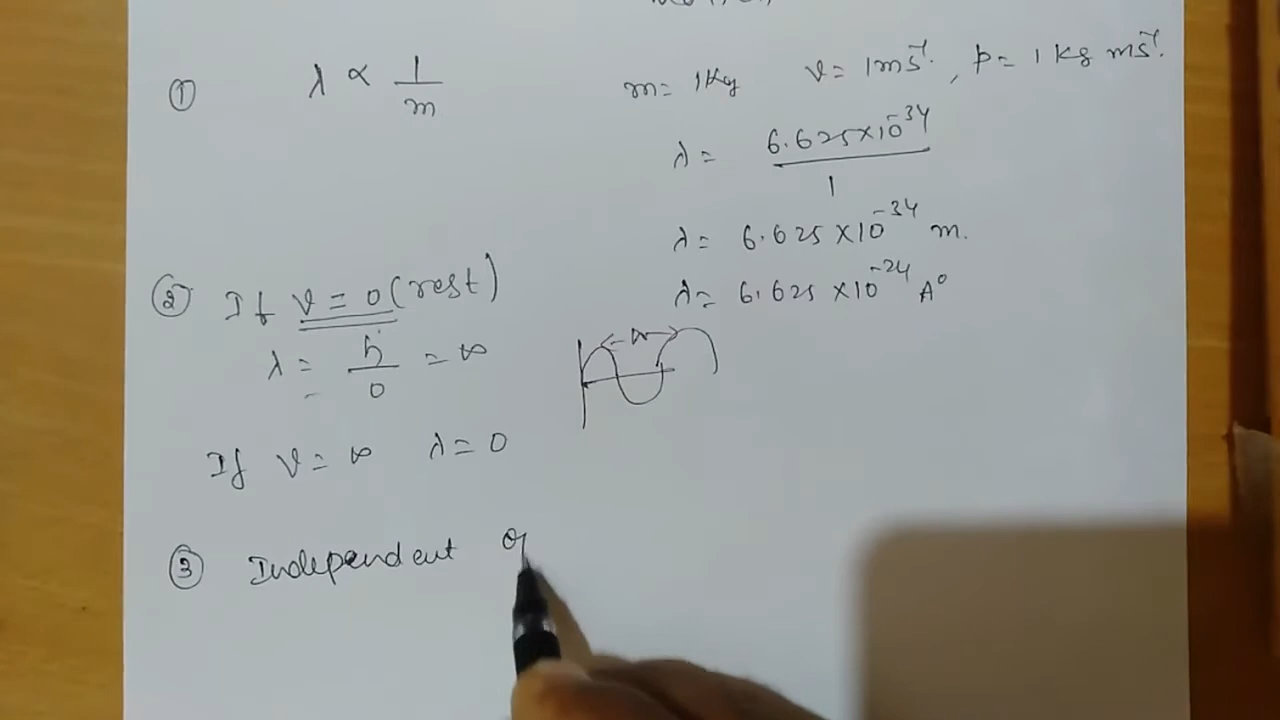 ① λ ∝ 1/m
m = 1Kg v = 1ms⁻¹, p = 1 kg ms⁻¹.
λ = 6.625×10⁻³⁴/1
λ = 6.625 ×10⁻³⁴ m.
λ = 6.625 ×10⁻²⁴ A⁰
② If v = 0 (rest)
λ = h/0 = ∞
λ
If v = ∞ λ = 0
③ Independent of